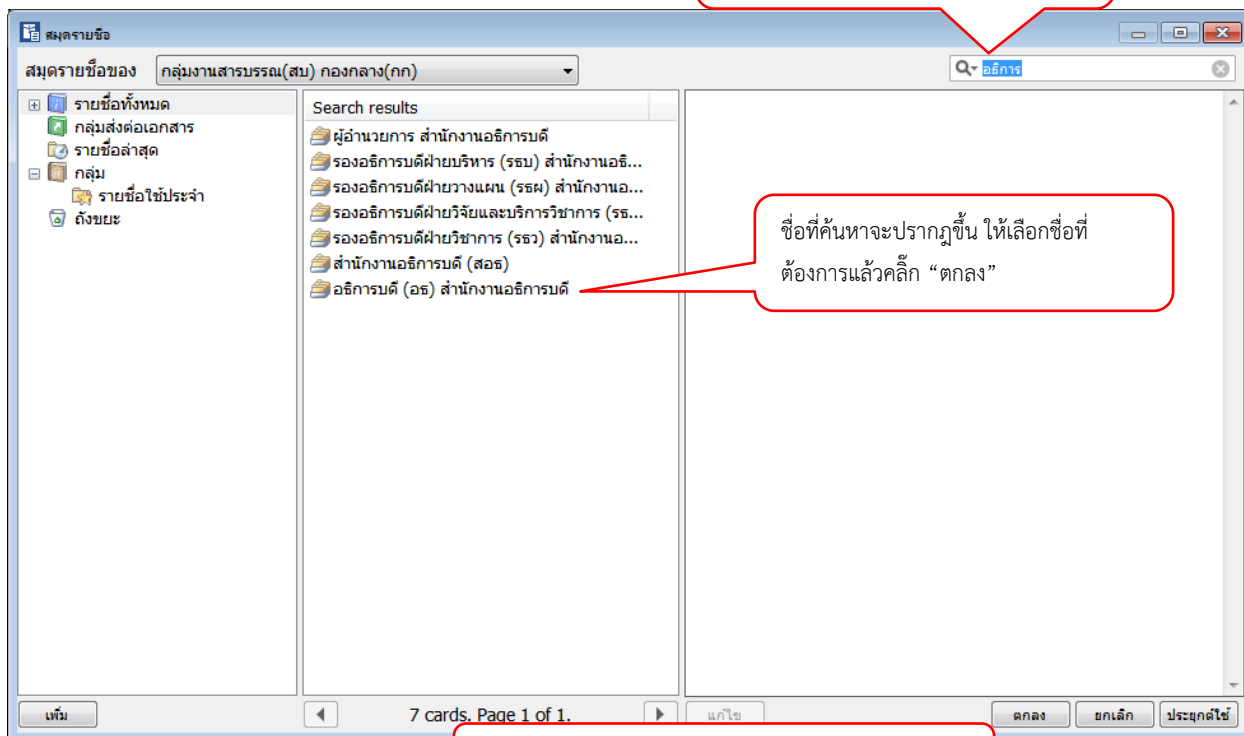 สมุดรายชื่อ
สมุดรายชื่อของ กลุ่มงานสารบรรณ(สบ) กองกลาง(กก)
อธิการ
รายชื่อทั้งหมด
กลุ่มส่งต่อเอกสาร
รายชื่อล่าสุด
กลุ่ม
รายชื่อใช้ประจำ
ถังขยะ
Search results
ผู้อำนวยการ สำนักงานอธิการบดี
รองอธิการบดีฝ่ายบริหาร (รธบ) สำนักงานอธิ...
รองอธิการบดีฝ่ายวางแผน (รธผ) สำนักงานอ...
รองอธิการบดีฝ่ายวิจัยและบริการวิชาการ (รธ...
รองอธิการบดีฝ่ายวิชาการ (รธว) สำนักงานอ...
สำนักงานอธิการบดี (สอธ)
อธิการบดี (อธ) สำนักงานอธิการบดี
ชื่อที่ค้นหาจะปรากฏขึ้น ให้เลือกชื่อที่
ต้องการแล้วคลิ๊ก “ตกลง”
เพิ่ม
7 cards. Page 1 of 1.
แก้ไข
ตกลง
ยกเลิก
ประยุกต์ใช้